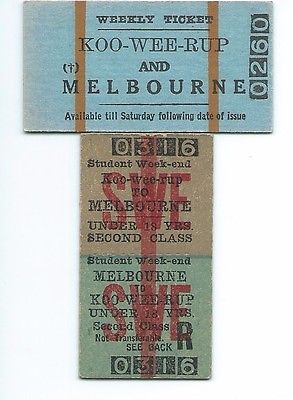 WEEKLY TICKET
KOO-WEE-RUP
(†) AND
MELBOURNE
Available till Saturday following date of issue
0260
0316
Student Week-end
Koo-wee-rup
TO
MELBOURNE
UNDER 18 YRS.
SECOND CLASS
SWE
Student Week-end
MELBOURNE
to
KOO-WEE-RUP
UNDER 18 YRS.
Second Class
SWE
Not Transferable.
SEE BACK
R
0316